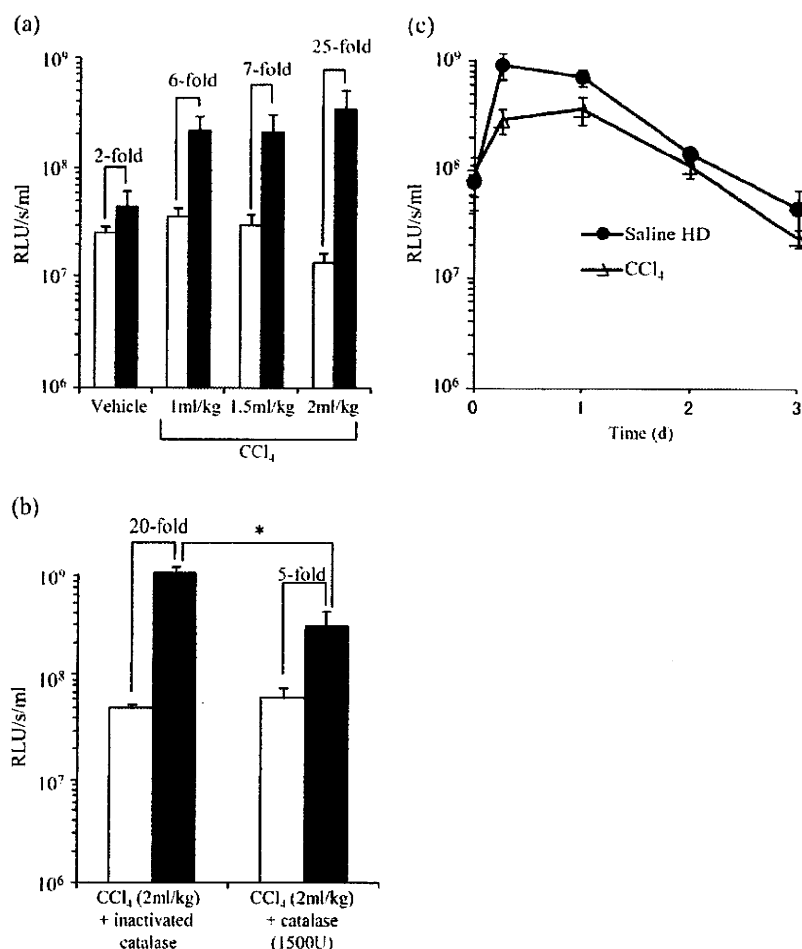 (a)
10⁹
10⁸
10⁷
10⁶
RLU/s/ml
2-fold
6-fold
7-fold
25-fold
Vehicle
1ml/kg
1.5ml/kg
2ml/kg
CCl₄
(c)
10⁹
10⁸
10⁷
10⁶
RLU/s/ml
Saline HD
CCl₄
0
1
2
3
Time (d)
(b)
10⁹
10⁸
10⁷
10⁶
RLU/s/ml
20-fold
*
5-fold
CCl₄ (2ml/kg)
+ inactivated
catalase
CCl₄ (2ml/kg)
+ catalase
(1500U)